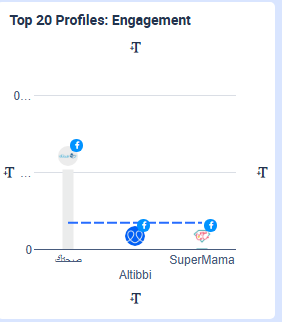 Top 20 Profiles: Engagement
0...
...
0
صحتك
SuperMama
Altibbi